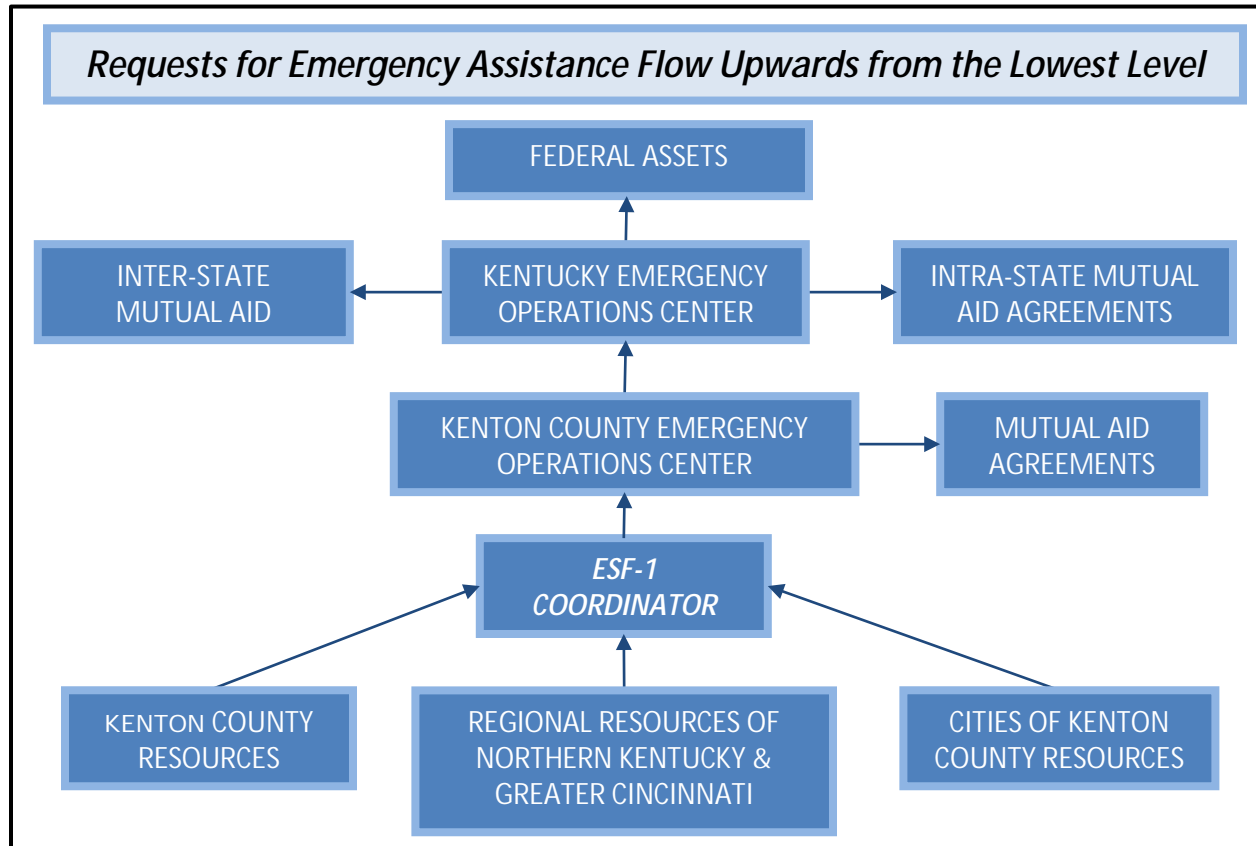 Requests for Emergency Assistance Flow Upwards from the Lowest Level
FEDERAL ASSETS
INTER-STATE
MUTUAL AID
KENTUCKY EMERGENCY
OPERATIONS CENTER
INTRA-STATE MUTUAL
AID AGREEMENTS
KENTON COUNTY EMERGENCY
OPERATIONS CENTER
MUTUAL AID
AGREEMENTS
ESF-1
COORDINATOR
KENTON COUNTY
RESOURCES
REGIONAL RESOURCES OF
NORTHERN KENTUCKY &
GREATER CINCINNATI
CITIES OF KENTON
COUNTY RESOURCES